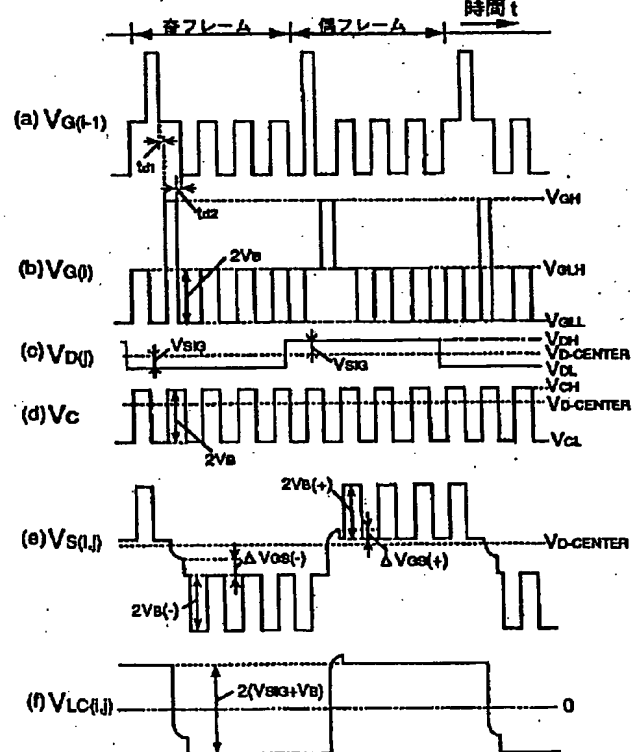 時間 t
奇フレーム
偶フレーム
(a) VG(i-1)
td1
td2
VGH
(b) VG(i)
2VB
VGLH
VGLL
(c) VD(j)
VSIG
VSIG
VDH
VD-CENTER
VDL
(d) VC
VCH
VD-CENTER
VCL
2VB
2VB(+)
(e) VS(i,j)
VD-CENTER
ΔVGS(-)
ΔVGS(+)
2VB(-)
(f) VLC(i,j)
2(VSIG+VB)
0